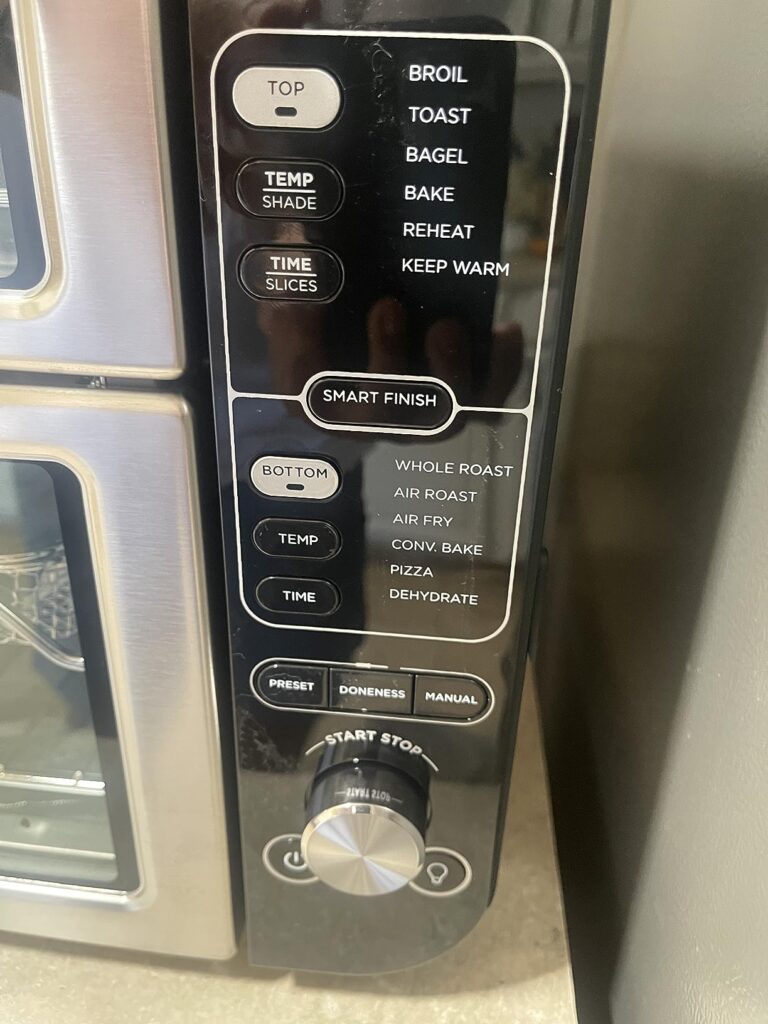 TOP
BROIL
TOAST
BAGEL
TEMP
SHADE
BAKE
REHEAT
TIME
SLICES
KEEP WARM
SMART FINISH
BOTTOM
WHOLE ROAST
AIR ROAST
AIR FRY
TEMP
CONV. BAKE
PIZZA
TIME
DEHYDRATE
PRESET
DONENESS
MANUAL
START STOP